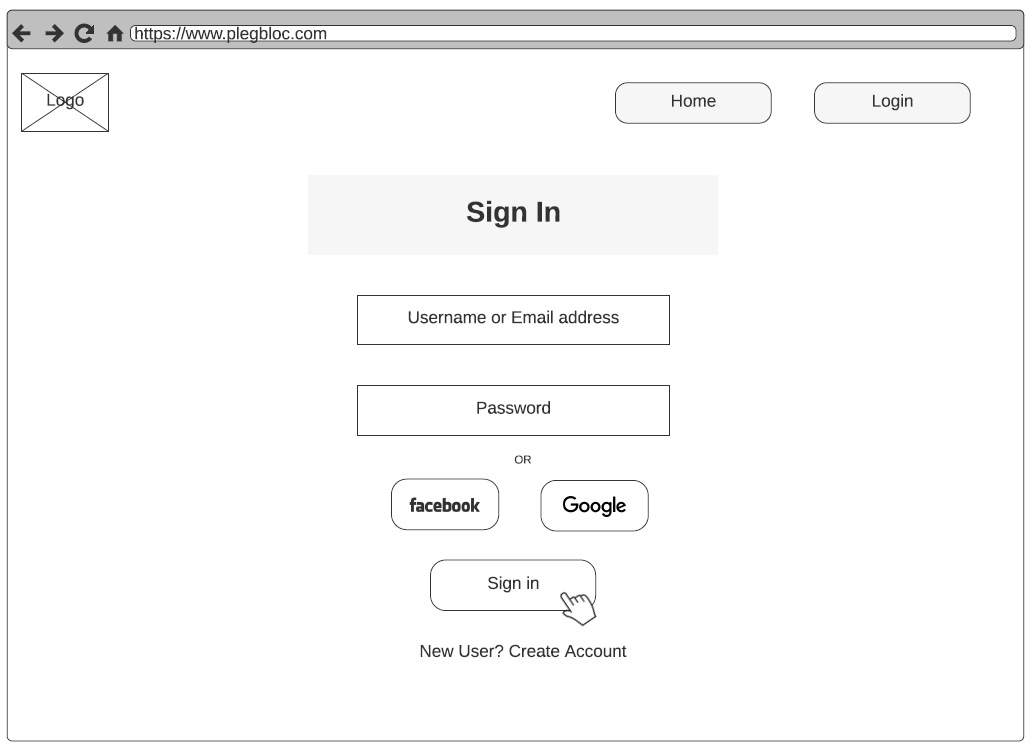 https://www.plegbloc.com
Logo
Home
Login
Sign In
Username or Email address
Password
OR
facebook
Google
Sign in
New User? Create Account